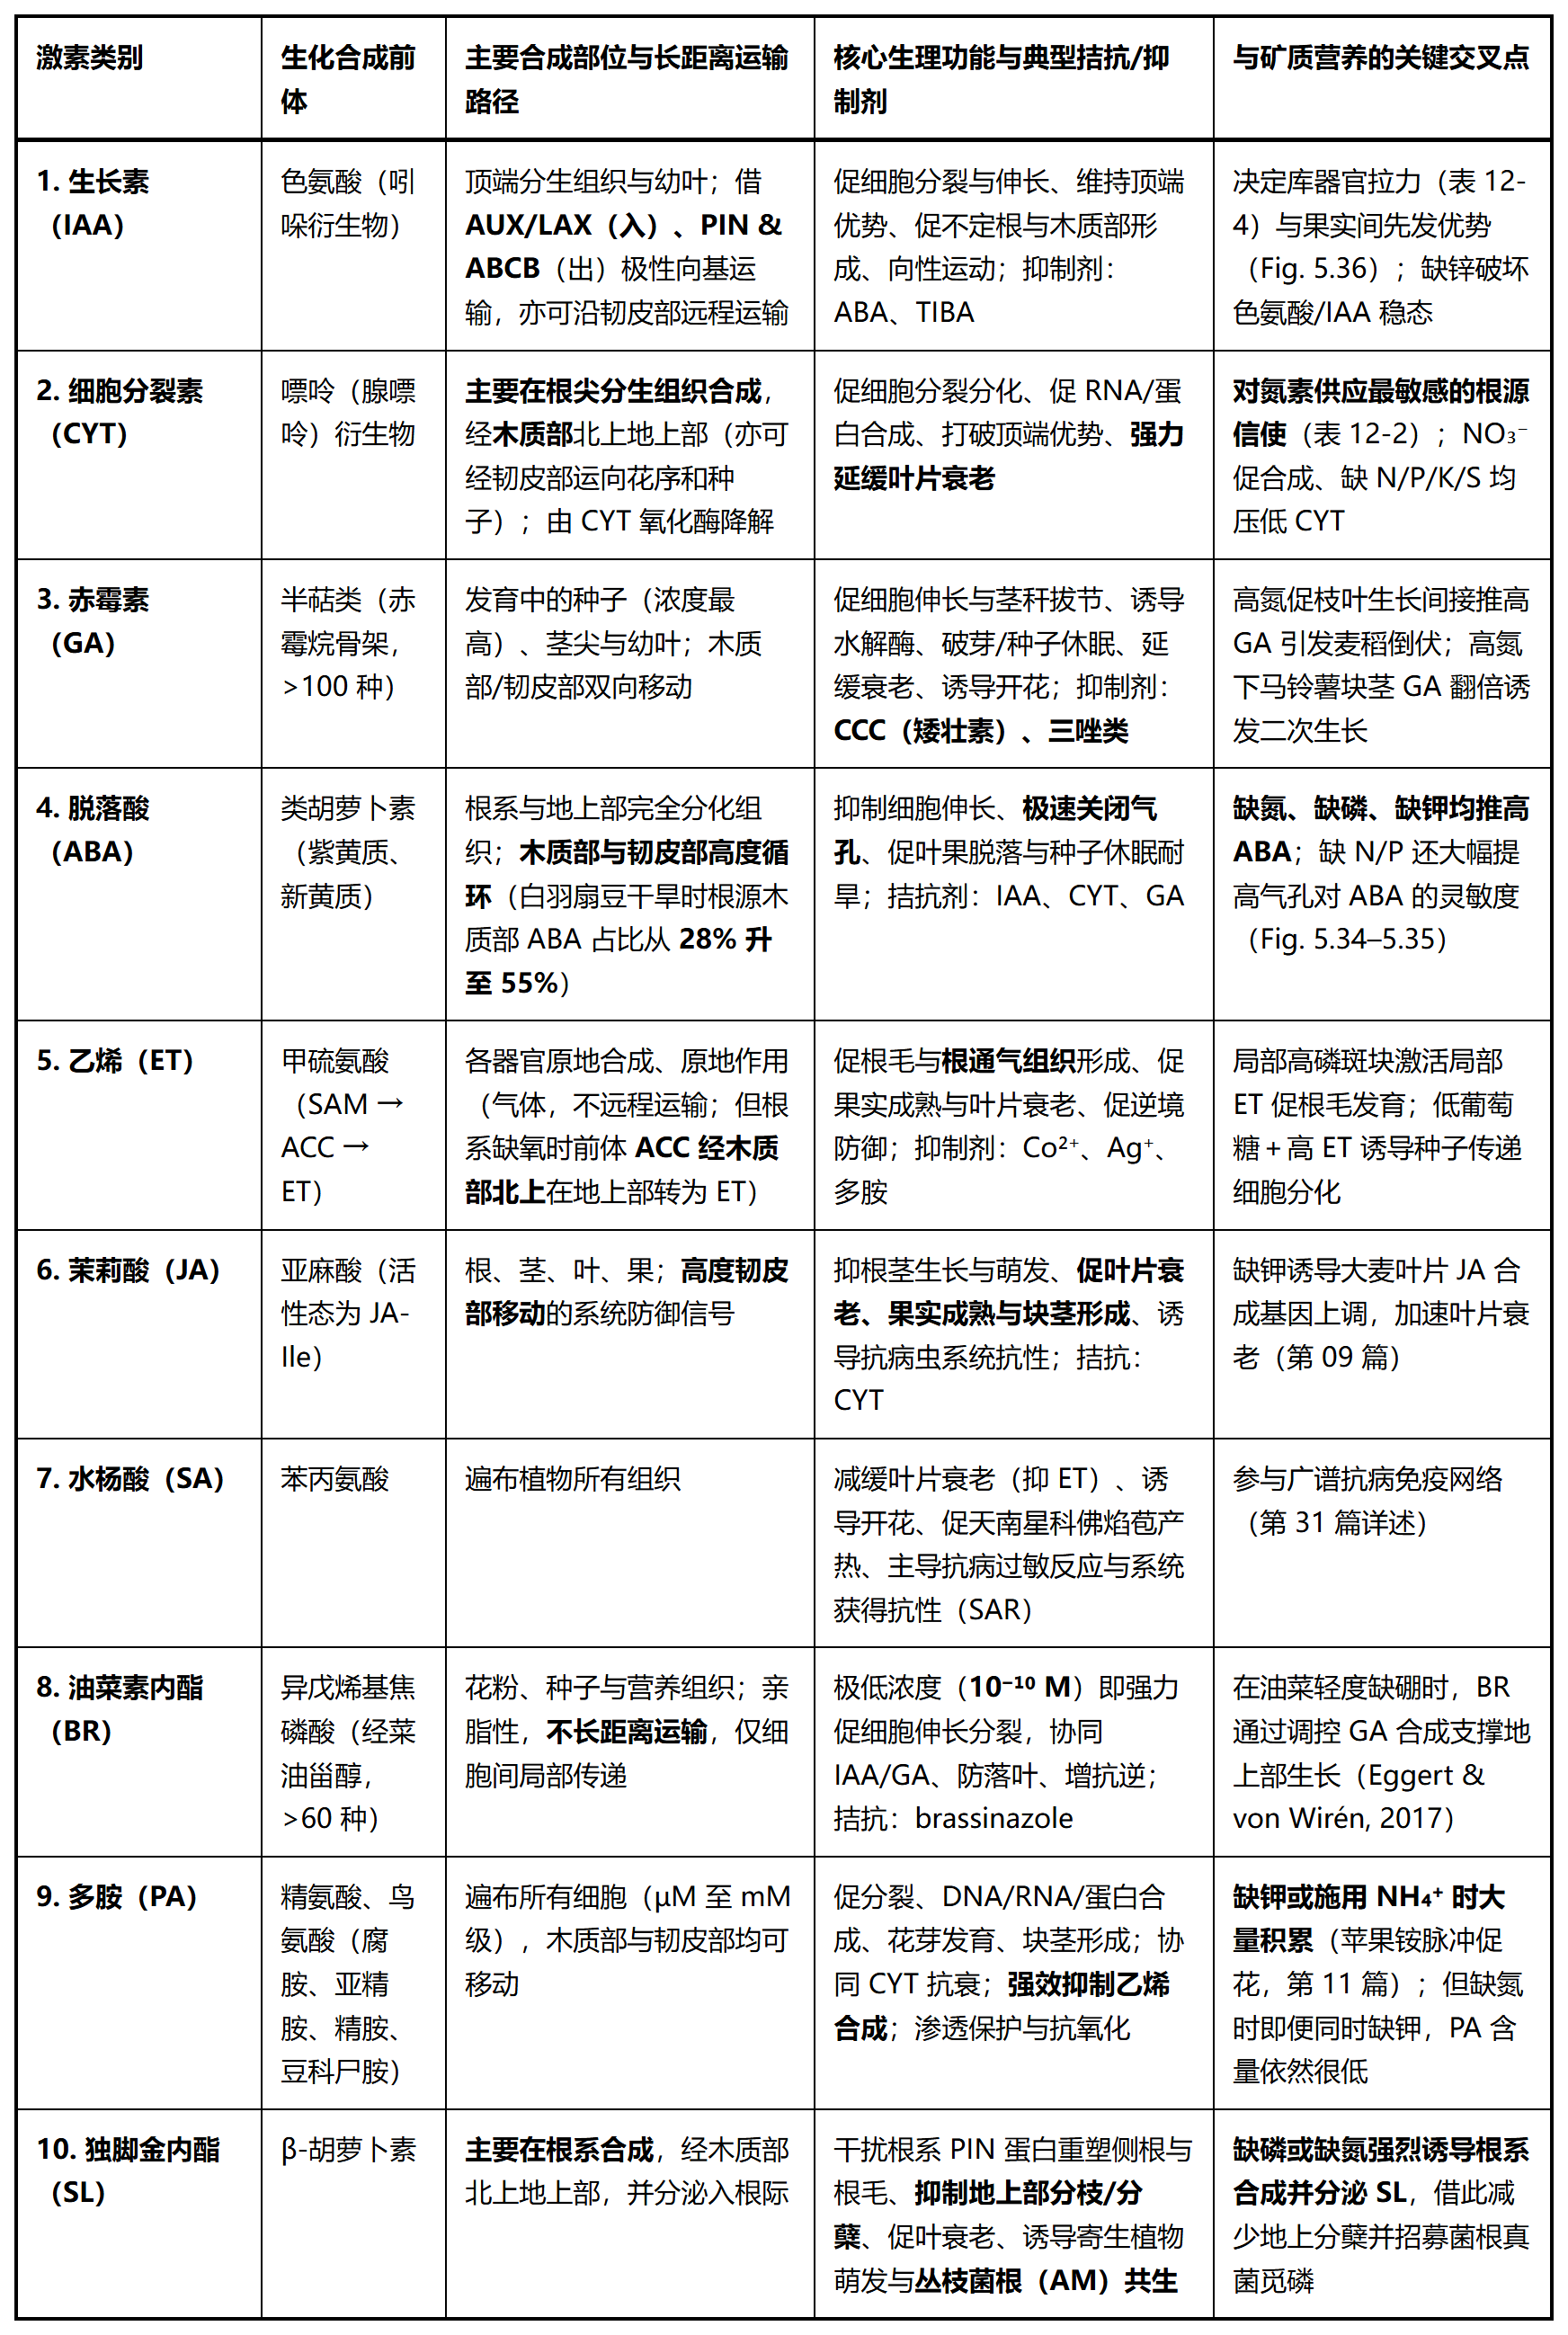 激素类别
生化合成前
体
主要合成部位与长距离运输
路径
核心生理功能与典型拮抗/抑
制剂
与矿质营养的关键交叉点
1. 生长素
（IAA）
色氨酸（吲
哚衍生物）
顶端分生组织与幼叶；借
AUX/LAX（入）、PIN &
ABCB（出）极性向基运
输，亦可沿韧皮部远程运输
促细胞分裂与伸长、维持顶端
优势、促不定根与木质部形
成、向性运动；抑制剂：
ABA、TIBA
决定库器官拉力（表 12-
4）与果实间先发优势
（Fig. 5.36）；缺锌破坏
色氨酸/IAA 稳态
2. 细胞分裂素
（CYT）
嘌呤（腺嘌
呤）衍生物
主要在根尖分生组织合成，
经木质部北上地上部（亦可
经韧皮部运向花序和种
子）；由 CYT 氧化酶降解
促细胞分裂分化、促 RNA/蛋
白合成、打破顶端优势、强力
延缓叶片衰老
对氮素供应最敏感的根源
信使（表 12-2）；NO₃⁻
促合成、缺 N/P/K/S 均
压低 CYT
3. 赤霉素
（GA）
半萜类（赤
霉烷骨架，
>100 种）
发育中的种子（浓度最
高）、茎尖与幼叶；木质
部/韧皮部双向移动
促细胞伸长与茎秆拔节、诱导
水解酶、破芽/种子休眠、延
缓衰老、诱导开花；抑制剂：
CCC（矮壮素）、三唑类
高氮促枝叶生长间接推高
GA 引发麦稻倒伏；高氮
下马铃薯块茎 GA 翻倍诱
发二次生长
4. 脱落酸
（ABA）
类胡萝卜素
（紫黄质、
新黄质）
根系与地上部完全分化组
织；木质部与韧皮部高度循
环（白羽扇豆干旱时根源木
质部 ABA 占比从 28% 升
至 55%）
抑制细胞伸长、极速关闭气
孔、促叶果脱落与种子休眠耐
旱；拮抗剂：IAA、CYT、GA
缺氮、缺磷、缺钾均推高
ABA；缺 N/P 还大幅提
高气孔对 ABA 的灵敏度
（Fig. 5.34–5.35）
5. 乙烯（ET）
甲硫氨酸
（SAM →
ACC →
ET）
各器官原地合成、原地作用
（气体，不远程运输；但根
系缺氧时前体 ACC 经木质
部北上在地上部转为 ET）
促根毛与根通气组织形成、促
果实成熟与叶片衰老、促逆境
防御；抑制剂：Co²⁺、Ag⁺、
多胺
局部高磷斑块激活局部
ET 促根毛发育；低葡萄
糖 + 高 ET 诱导种子传递
细胞分化
6. 茉莉酸（JA）
亚麻酸（活
性态为 JA-
Ile）
根、茎、叶、果；高度韧皮
部移动的系统防御信号
抑根茎生长与萌发、促叶片衰
老、果实成熟与块茎形成、诱
导抗病虫系统抗性；拮抗：
CYT
缺钾诱导大麦叶片 JA 合
成基因上调，加速叶片衰
老（第 09 篇）
7. 水杨酸（SA）
苯丙氨酸
遍布植物所有组织
减缓叶片衰老（抑 ET）、诱
导开花、促天南星科佛焰苞产
热、主导抗病过敏反应与系统
获得抗性（SAR）
参与广谱抗病免疫网络
（第 31 篇详述）
8. 油菜素内酯
（BR）
异戊烯基焦
磷酸（经菜
油甾醇，
>60 种）
花粉、种子与营养组织；亲
脂性，不长距离运输，仅细
胞间局部传递
极低浓度（10⁻¹⁰ M）即强力
促细胞伸长分裂，协同
IAA/GA、防落叶、增抗逆；
拮抗：brassinazole
在油菜轻度缺硼时，BR
通过调控 GA 合成支撑地
上部生长（Eggert &
von Wirén, 2017）
9. 多胺（PA）
精氨酸、鸟
氨酸（腐
胺、亚精
胺、精胺、
豆科尸胺）
遍布所有细胞（μM 至 mM
级），木质部与韧皮部均可
移动
促分裂、DNA/RNA/蛋白合
成、花芽发育、块茎形成；协
同 CYT 抗衰；强效抑制乙烯
合成；渗透保护与抗氧化
缺钾或施用 NH₄⁺ 时大
量积累（苹果铵脉冲促
花，第 11 篇）；但缺氮
时即便同时缺钾，PA 含
量依然很低
10. 独脚金内酯
（SL）
β-胡萝卜素
主要在根系合成，经木质部
北上地上部，并分泌入根际
干扰根系 PIN 蛋白重塑侧根与
根毛、抑制地上部分枝/分
蘖、促叶衰老、诱导寄生植物
萌发与丛枝菌根（AM）共生
缺磷或缺氮强烈诱导根系
合成并分泌 SL，借此减
少地上分蘖并招募菌根真
菌觅磷